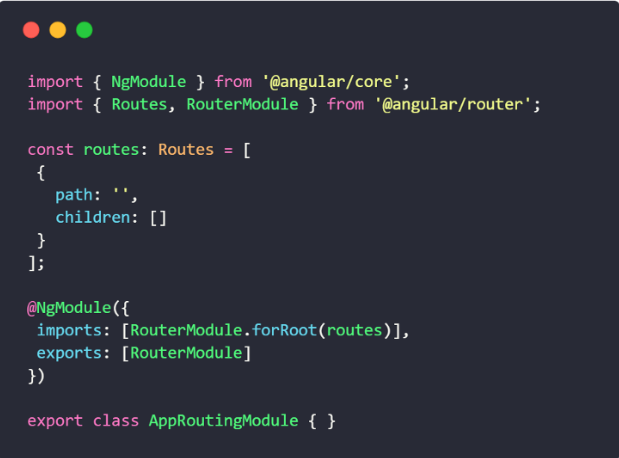 import { NgModule } from '@angular/core';
import { Routes, RouterModule } from '@angular/router';

const routes: Routes = [
 {
   path: '',
   children: []
 }
];

@NgModule({
 imports: [RouterModule.forRoot(routes)],
 exports: [RouterModule]
})

export class AppRoutingModule { }